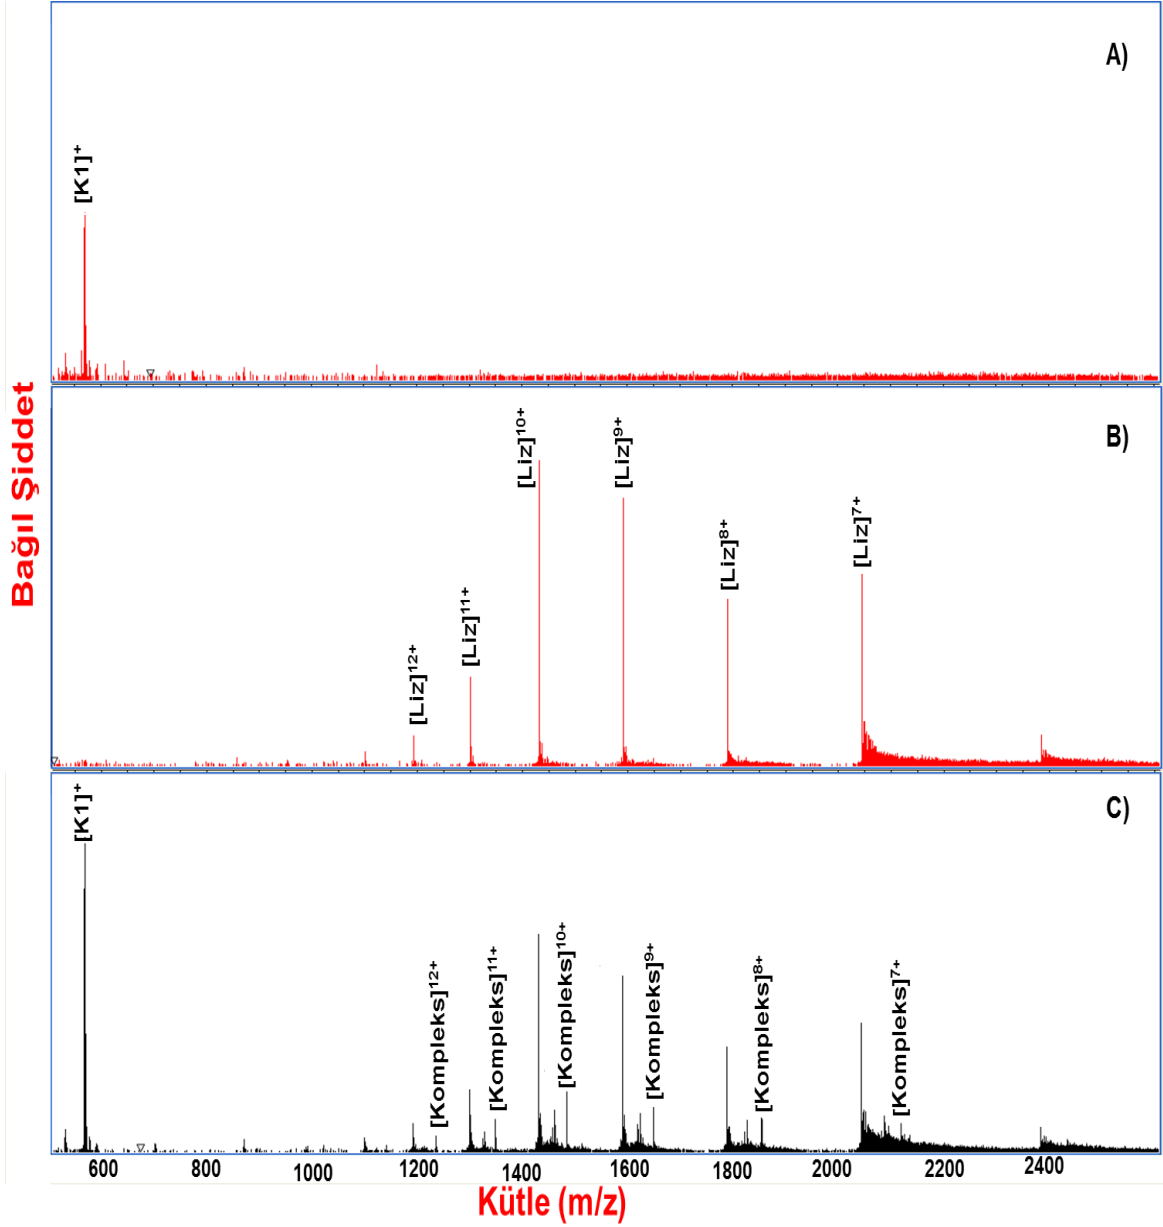 A)
[K1]⁺
B)
[Liz]¹⁰⁺
[Liz]⁹⁺
[Liz]⁸⁺
[Liz]⁷⁺
[Liz]¹¹⁺
[Liz]¹²⁺
Bağıl Şiddet
C)
[K1]⁺
[Kompleks]¹²⁺
[Kompleks]¹¹⁺
[Kompleks]¹⁰⁺
[Kompleks]⁹⁺
[Kompleks]⁸⁺
[Kompleks]⁷⁺
600 800 1000 1200 1400 1600 1800 2000 2200 2400
Kütle (m/z)